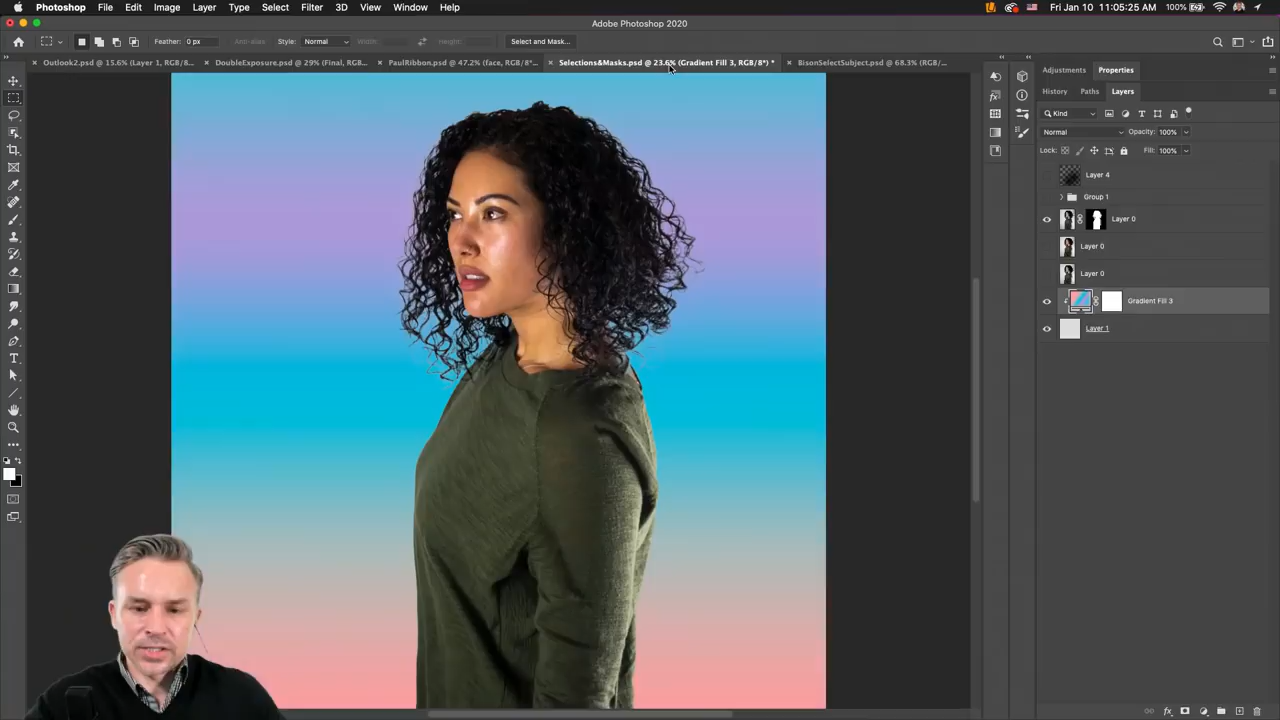 Photoshop File Edit Image Layer Type Select Filter 3D View Window Help 100% Fri Jan 10 11:05:25 AM
Adobe Photoshop 2020
Feather: 0 px Anti-alias Style: Normal Width: Height: Select and Mask...
Outlook2.psd @ 15.6% (Layer 1, RGB/8... DoubleExposure.psd @ 29% (Final, RGB/8... PaulRibbon.psd @ 47.2% (face, RGB/8*... Selections&Masks.psd @ 23.6% (Gradient Fill 3, RGB/8*) * BisonSelectSubject.psd @ 68.3% (RGB/...
Adjustments Properties
History Paths Layers
Kind
Normal Opacity: 100%
Lock: Fill: 100%
Layer 4
Group 1
Layer 0
Layer 0
Layer 0
Gradient Fill 3
Layer 1